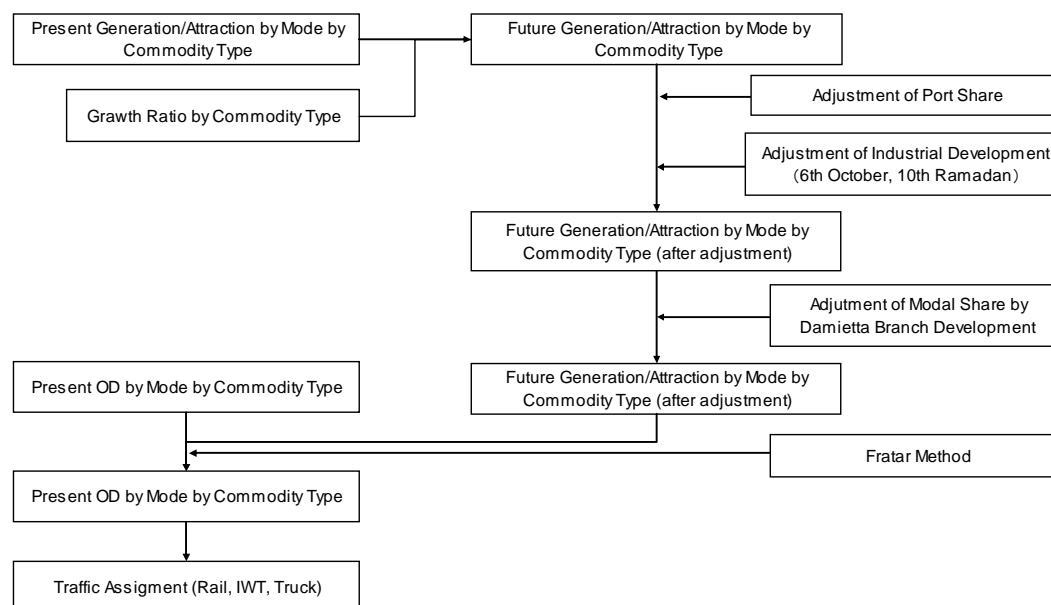 Present Generation/Attraction by Mode by
Commodity Type
Future Generation/Attraction by Mode by
Commodity Type
Grawth Ratio by Commodity Type
Adjustment of Port Share
Adjustment of Industrial Development
（6th October, 10th Ramadan）
Future Generation/Attraction by Mode by
Commodity Type (after adjustment)
Adjutment of Modal Share by
Damietta Branch Development
Present OD by Mode by Commodity Type
Future Generation/Attraction by Mode by
Commodity Type (after adjustment)
Fratar Method
Present OD by Mode by Commodity Type
Traffic Assigment (Rail, IWT, Truck)